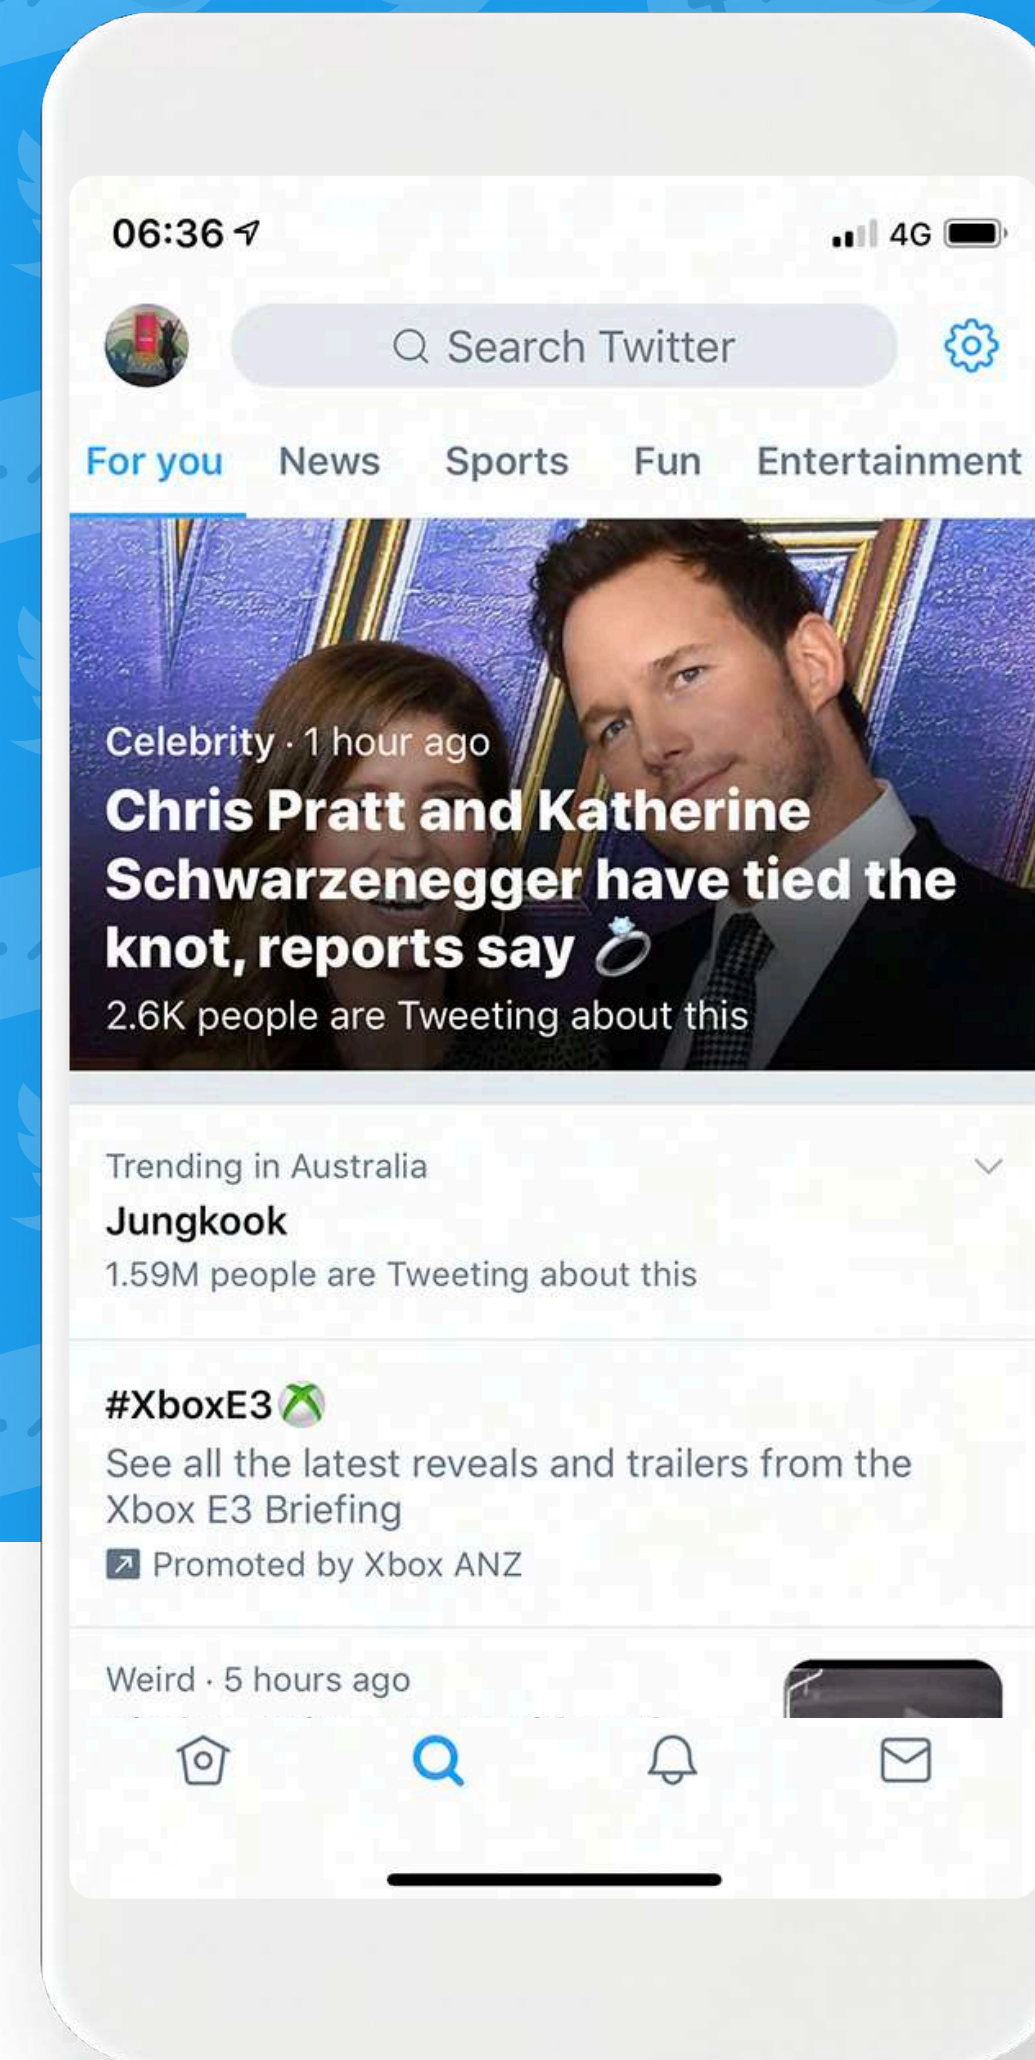 06:36 4G
Search Twitter
For you News Sports Fun Entertainment
Celebrity · 1 hour ago
Chris Pratt and Katherine
Schwarzenegger have tied the
knot, reports say 💍
2.6K people are Tweeting about this
Trending in Australia
Jungkook
1.59M people are Tweeting about this
#XboxE3
See all the latest reveals and trailers from the
Xbox E3 Briefing
Promoted by Xbox ANZ
Weird · 5 hours ago